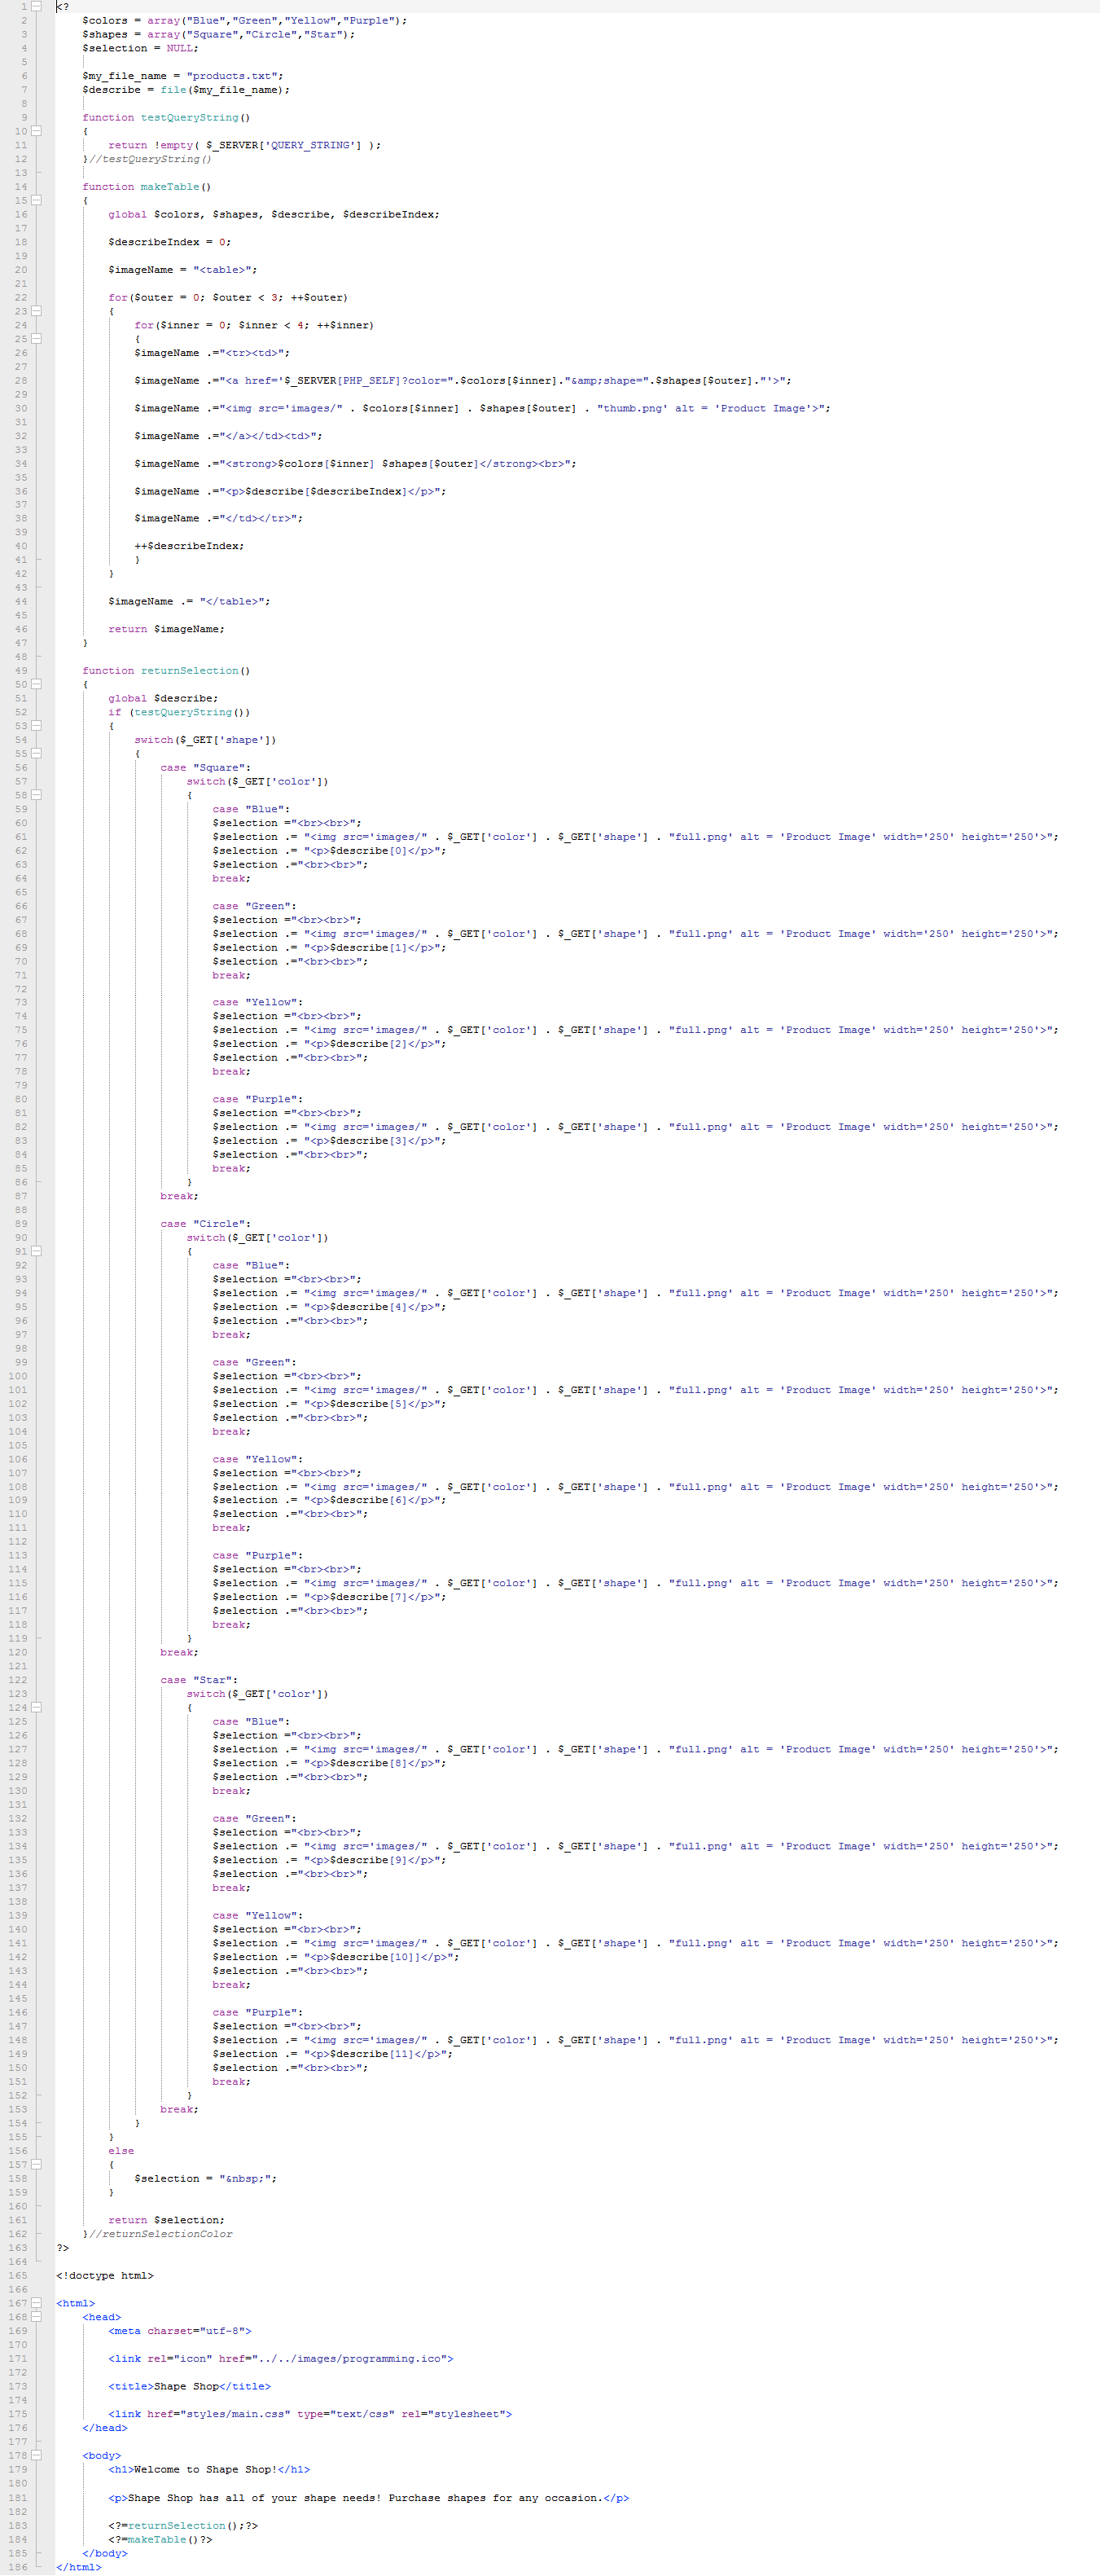 1 <?
2 $colors = array("Blue","Green","Yellow","Purple");
3 $shapes = array("Square","Circle","Star");
4 $selection = NULL;
5
6 $my_file_name = "products.txt";
7 $describe = file($my_file_name);
8
9 function testQueryString()
10 {
11 return !empty( $_SERVER['QUERY_STRING'] );
12 }//testQueryString()
13
14 function makeTable()
15 {
16 global $colors, $shapes, $describe, $describeIndex;
17
18 $describeIndex = 0;
19
20 $imageName = "<table>";
21
22 for($outer = 0; $outer < 3; ++$outer)
23 {
24 for($inner = 0; $inner < 4; ++$inner)
25 {
26 $imageName .="<tr><td>";
27
28 $imageName .="<a href='$_SERVER[PHP_SELF]?color=".$colors[$inner]."&amp;shape=".$shapes[$outer]."'>";
29
30 $imageName .="<img src='images/" . $colors[$inner] . $shapes[$outer] . "thumb.png' alt = 'Product Image'>";
31
32 $imageName .="</a></td><td>";
33
34 $imageName .="<strong>$colors[$inner] $shapes[$outer]</strong><br>";
35
36 $imageName .="<p>$describe[$describeIndex]</p>";
37
38 $imageName .="</td></tr>";
39
40 ++$describeIndex;
41 }
42 }
43
44 $imageName .= "</table>";
45
46 return $imageName;
47 }
48
49 function returnSelection()
50 {
51 global $describe;
52 if (testQueryString())
53 {
54 switch($_GET['shape'])
55 {
56 case "Square":
57 switch($_GET['color'])
58 {
59 case "Blue":
60 $selection ="<br><br>";
61 $selection .= "<img src='images/" . $_GET['color'] . $_GET['shape'] . "full.png' alt = 'Product Image' width='250' height='250'>";
62 $selection .= "<p>$describe[0]</p>";
63 $selection .="<br><br>";
64 break;
65
66 case "Green":
67 $selection ="<br><br>";
68 $selection .= "<img src='images/" . $_GET['color'] . $_GET['shape'] . "full.png' alt = 'Product Image' width='250' height='250'>";
69 $selection .= "<p>$describe[1]</p>";
70 $selection .="<br><br>";
71 break;
72
73 case "Yellow":
74 $selection ="<br><br>";
75 $selection .= "<img src='images/" . $_GET['color'] . $_GET['shape'] . "full.png' alt = 'Product Image' width='250' height='250'>";
76 $selection .= "<p>$describe[2]</p>";
77 $selection .="<br><br>";
78 break;
79
80 case "Purple":
81 $selection ="<br><br>";
82 $selection .= "<img src='images/" . $_GET['color'] . $_GET['shape'] . "full.png' alt = 'Product Image' width='250' height='250'>";
83 $selection .= "<p>$describe[3]</p>";
84 $selection .="<br><br>";
85 break;
86 }
87 break;
88
89 case "Circle":
90 switch($_GET['color'])
91 {
92 case "Blue":
93 $selection ="<br><br>";
94 $selection .= "<img src='images/" . $_GET['color'] . $_GET['shape'] . "full.png' alt = 'Product Image' width='250' height='250'>";
95 $selection .= "<p>$describe[4]</p>";
96 $selection .="<br><br>";
97 break;
98
99 case "Green":
100 $selection ="<br><br>";
101 $selection .= "<img src='images/" . $_GET['color'] . $_GET['shape'] . "full.png' alt = 'Product Image' width='250' height='250'>";
102 $selection .= "<p>$describe[5]</p>";
103 $selection .="<br><br>";
104 break;
105
106 case "Yellow":
107 $selection ="<br><br>";
108 $selection .= "<img src='images/" . $_GET['color'] . $_GET['shape'] . "full.png' alt = 'Product Image' width='250' height='250'>";
109 $selection .= "<p>$describe[6]</p>";
110 $selection .="<br><br>";
111 break;
112
113 case "Purple":
114 $selection ="<br><br>";
115 $selection .= "<img src='images/" . $_GET['color'] . $_GET['shape'] . "full.png' alt = 'Product Image' width='250' height='250'>";
116 $selection .= "<p>$describe[7]</p>";
117 $selection .="<br><br>";
118 break;
119 }
120 break;
121
122 case "Star":
123 switch($_GET['color'])
124 {
125 case "Blue":
126 $selection ="<br><br>";
127 $selection .= "<img src='images/" . $_GET['color'] . $_GET['shape'] . "full.png' alt = 'Product Image' width='250' height='250'>";
128 $selection .= "<p>$describe[8]</p>";
129 $selection .="<br><br>";
130 break;
131
132 case "Green":
133 $selection ="<br><br>";
134 $selection .= "<img src='images/" . $_GET['color'] . $_GET['shape'] . "full.png' alt = 'Product Image' width='250' height='250'>";
135 $selection .= "<p>$describe[9]</p>";
136 $selection .="<br><br>";
137 break;
138
139 case "Yellow":
140 $selection ="<br><br>";
141 $selection .= "<img src='images/" . $_GET['color'] . $_GET['shape'] . "full.png' alt = 'Product Image' width='250' height='250'>";
142 $selection .= "<p>$describe[10]]</p>";
143 $selection .="<br><br>";
144 break;
145
146 case "Purple":
147 $selection ="<br><br>";
148 $selection .= "<img src='images/" . $_GET['color'] . $_GET['shape'] . "full.png' alt = 'Product Image' width='250' height='250'>";
149 $selection .= "<p>$describe[11]</p>";
150 $selection .="<br><br>";
151 break;
152 }
153 break;
154 }
155 }
156 else
157 {
158 $selection = "&nbsp;";
159 }
160
161 return $selection;
162 }//returnSelectionColor
163 ?>
164
165 <!doctype html>
166
167 <html>
168 <head>
169 <meta charset="utf-8">
170
171 <link rel="icon" href="../../images/programming.ico">
172
173 <title>Shape Shop</title>
174
175 <link href="styles/main.css" type="text/css" rel="stylesheet">
176 </head>
177
178 <body>
179 <h1>Welcome to Shape Shop!</h1>
180
181 <p>Shape Shop has all of your shape needs! Purchase shapes for any occasion.</p>
182
183 <?=returnSelection();?>
184 <?=makeTable()?>
185 </body>
186 </html>